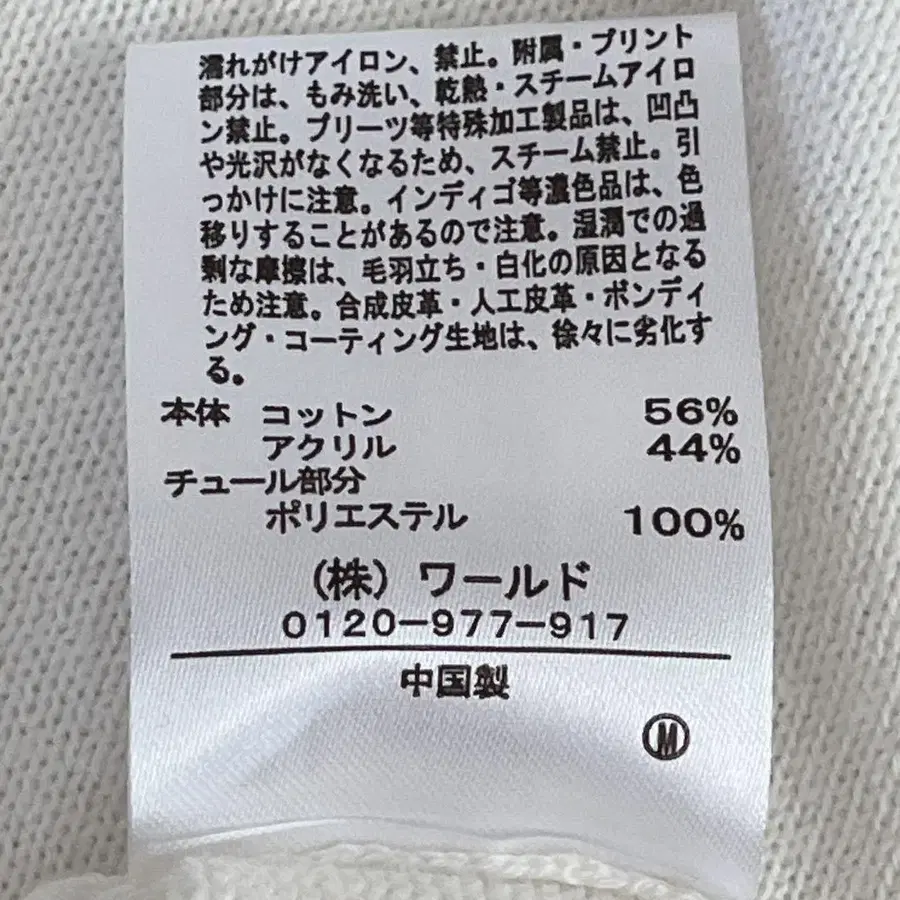 濡れがけアイロン、禁止。附属・プリント
部分は、もみ洗い、乾熱・スチームアイロ
ン禁止。プリーツ等特殊加工製品は、凹凸
や光沢がなくなるため、スチーム禁止。引
っかけに注意。インディゴ等濃色品は、色
移りすることがあるので注意。湿潤での過
剰な摩擦は、毛羽立ち・白化の原因となる
ため注意。合成皮革・人工皮革・ボンディ
ング・コーティング生地は、徐々に劣化す
る。
本体 コットン 56%
アクリル 44%
チュール部分
ポリエステル 100%
(株) ワールド
0120-977-917
中国製
M